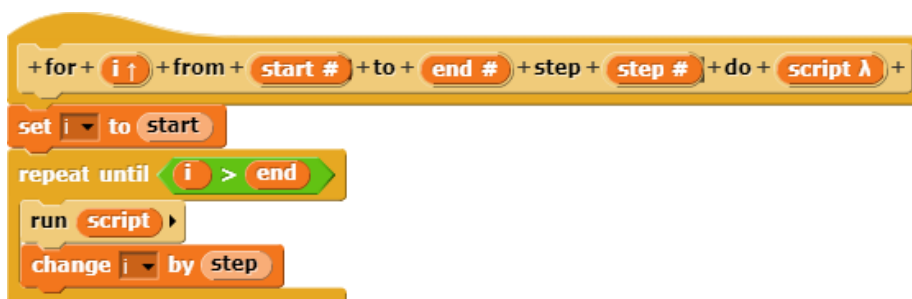 +for+ i ↑ +from+ start # +to+ end # +step+ step # +do+ script λ +
set i to start
repeat until i > end
run script
change i by step